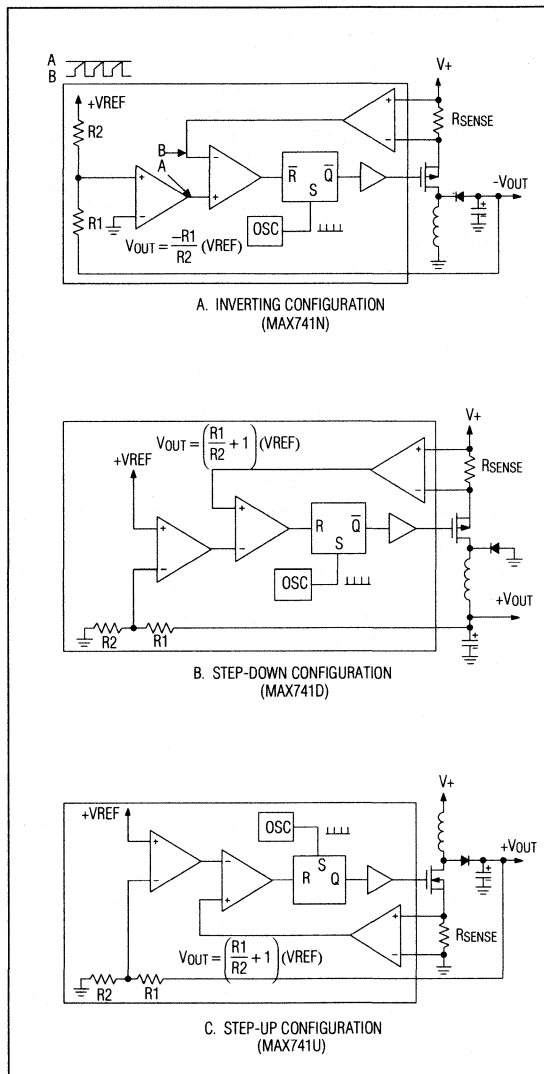 A
B
+VREF
R2
B
A
R1
VOUT = −R1/R2 (VREF)
R̅ Q̅
S
OSC
V+
RSENSE
-VOUT
A. INVERTING CONFIGURATION
(MAX741N)
VOUT = (R1/R2 + 1) (VREF)
+VREF
V+
RSENSE
R Q̅
S
OSC
R2 R1
+VOUT
B. STEP-DOWN CONFIGURATION
(MAX741D)
V+
+VREF
OSC
S
R Q
+VOUT
RSENSE
VOUT = (R1/R2 + 1) (VREF)
R2 R1
C. STEP-UP CONFIGURATION
(MAX741U)